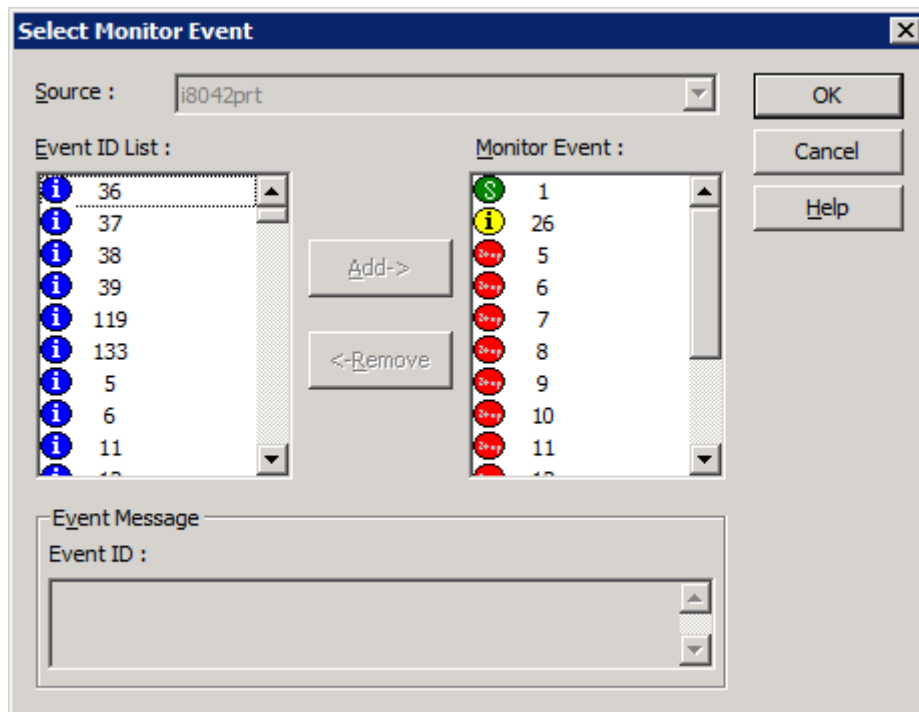 Select Monitor Event
Source :
i8042prt
OK
Event ID List :
Monitor Event :
Cancel
Help
36
37
38
39
119
133
5
6
11
Add->
<-Remove
S 1
i 26
5
6
7
8
9
10
11
Event Message
Event ID :